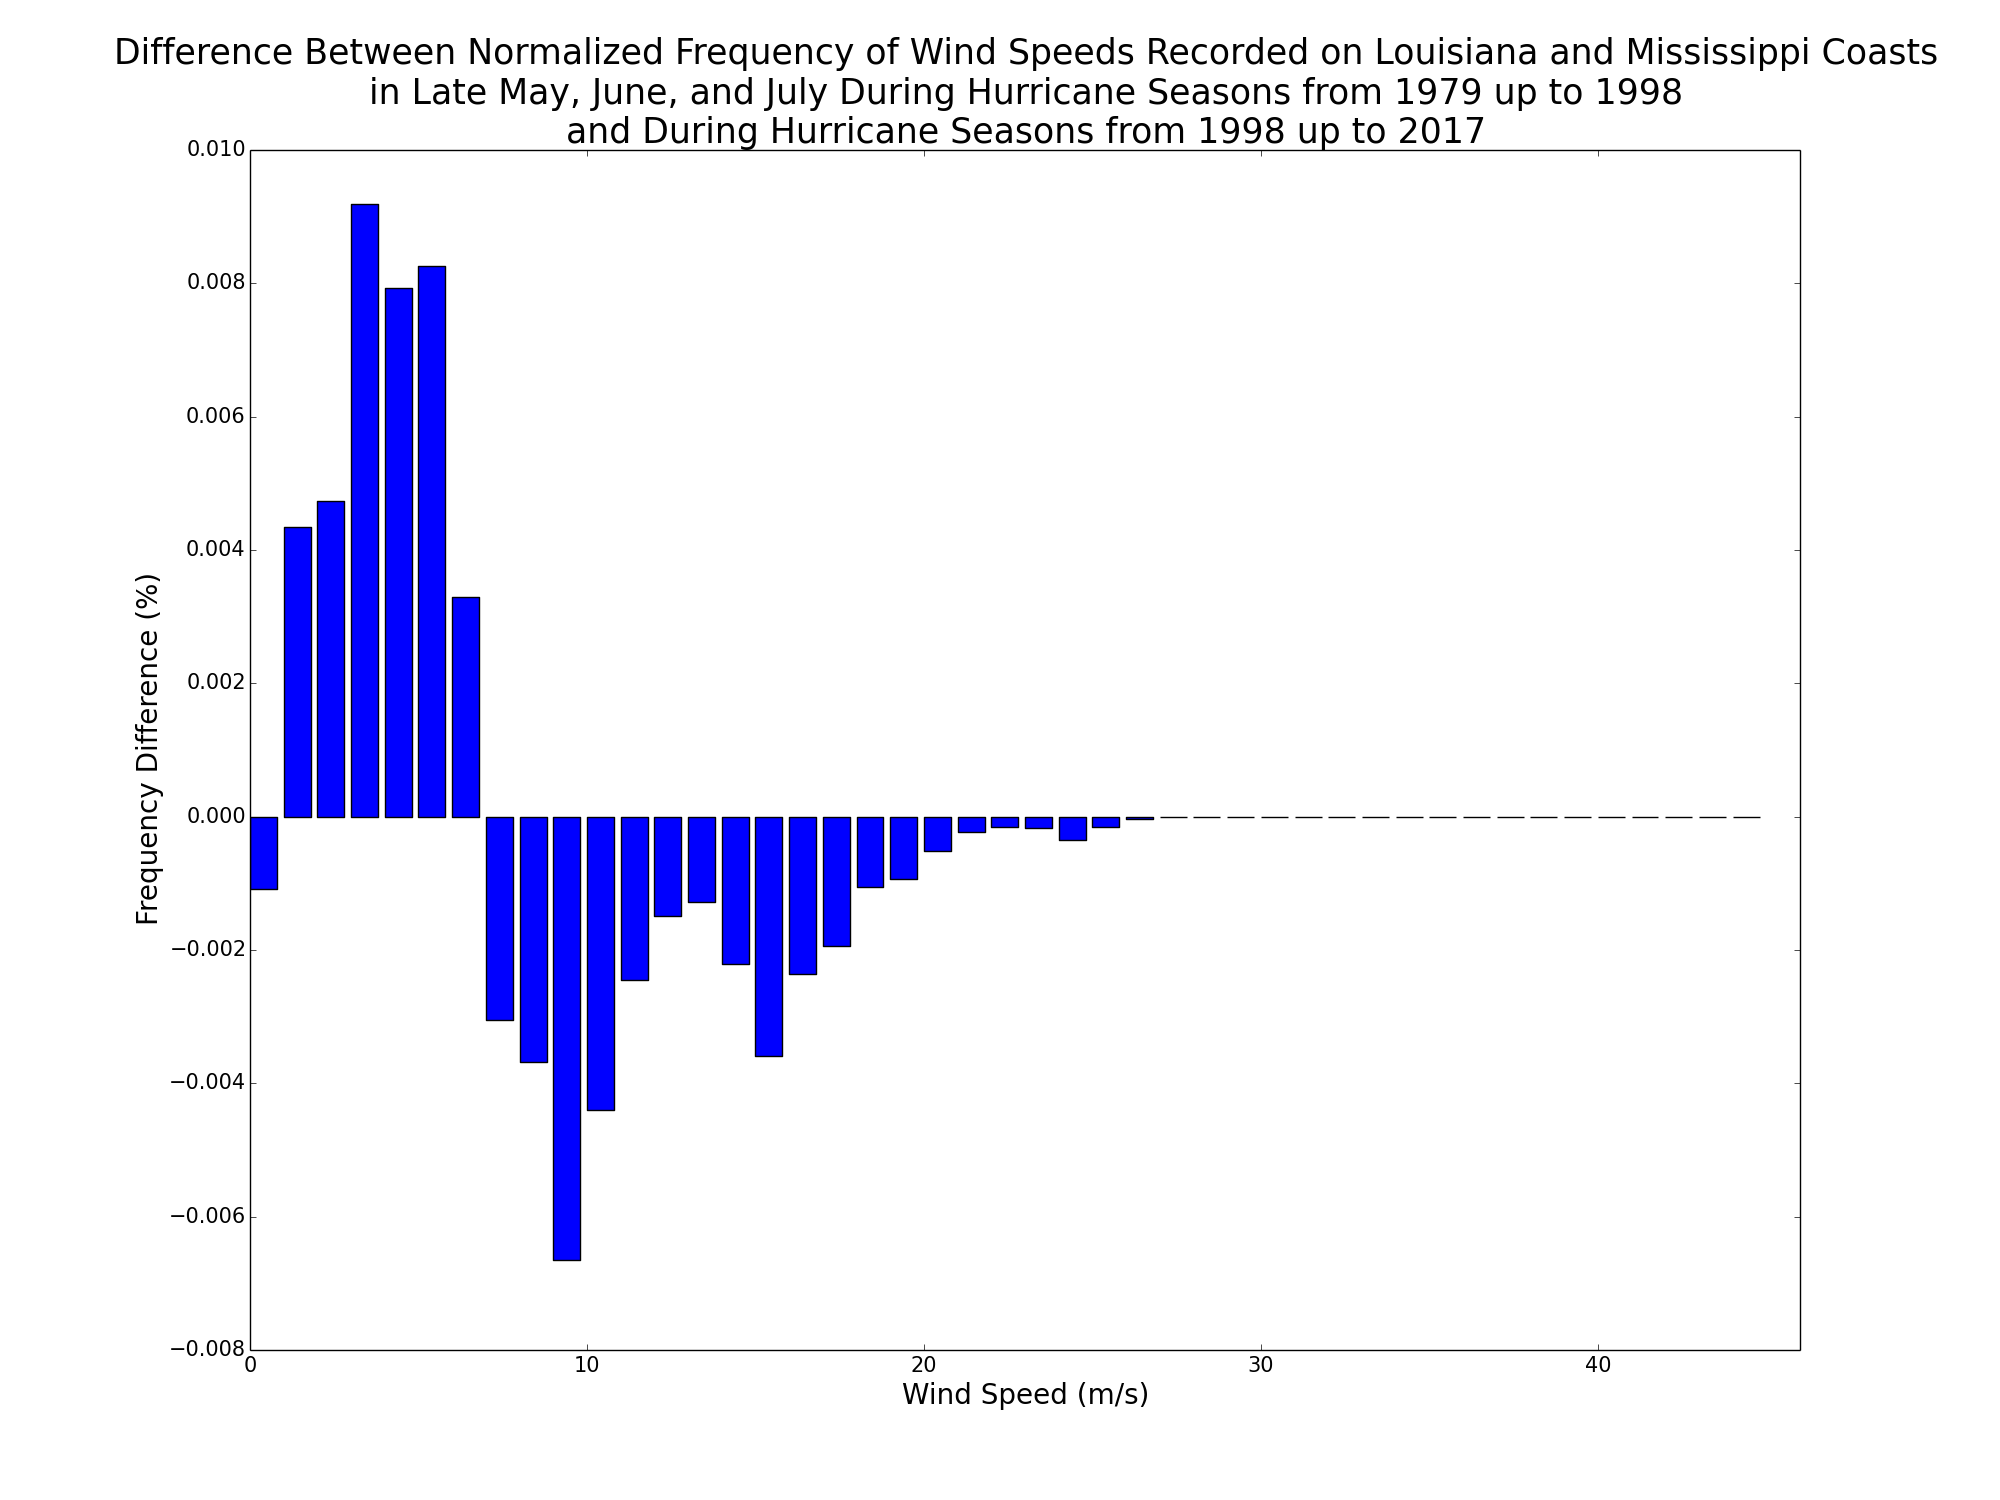 Difference Between Normalized Frequency of Wind Speeds Recorded on Louisiana and Mississippi Coasts
in Late May, June, and July During Hurricane Seasons from 1979 up to 1998
and During Hurricane Seasons from 1998 up to 2017
0.010
0.008
0.006
0.004
0.002
0.000
−0.002
−0.004
−0.006
−0.008
Frequency Difference (%)
0 10 20 30 40
Wind Speed (m/s)